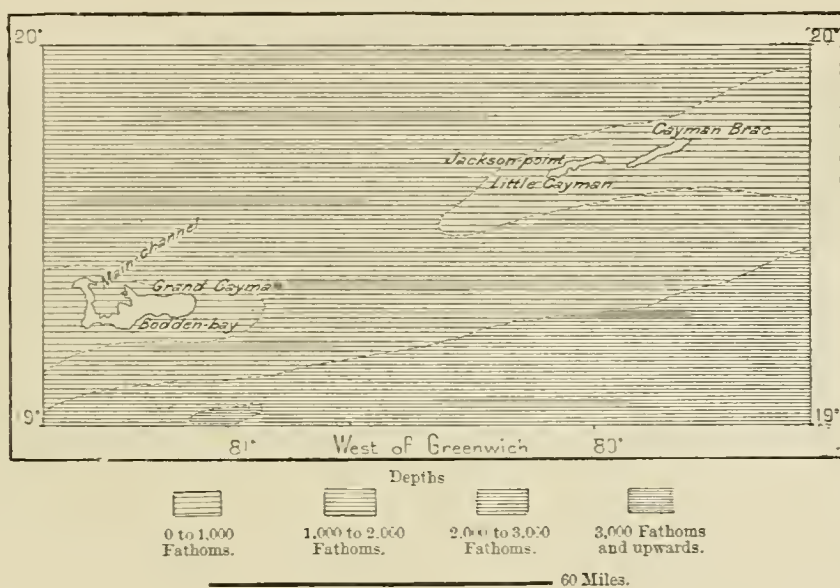 20° 20°
Cayman Brac
Jackson-point
Little Cayman
Main-Channel
Grand Cayma
Bodden-bay
19° 19°
81° West of Greenwich 80°
Depths
0 to 1,000 1,000 to 2,000 2,000 to 3,000 3,000 Fathoms
Fathoms. Fathoms. Fathoms. and upwards.
60 Miles.